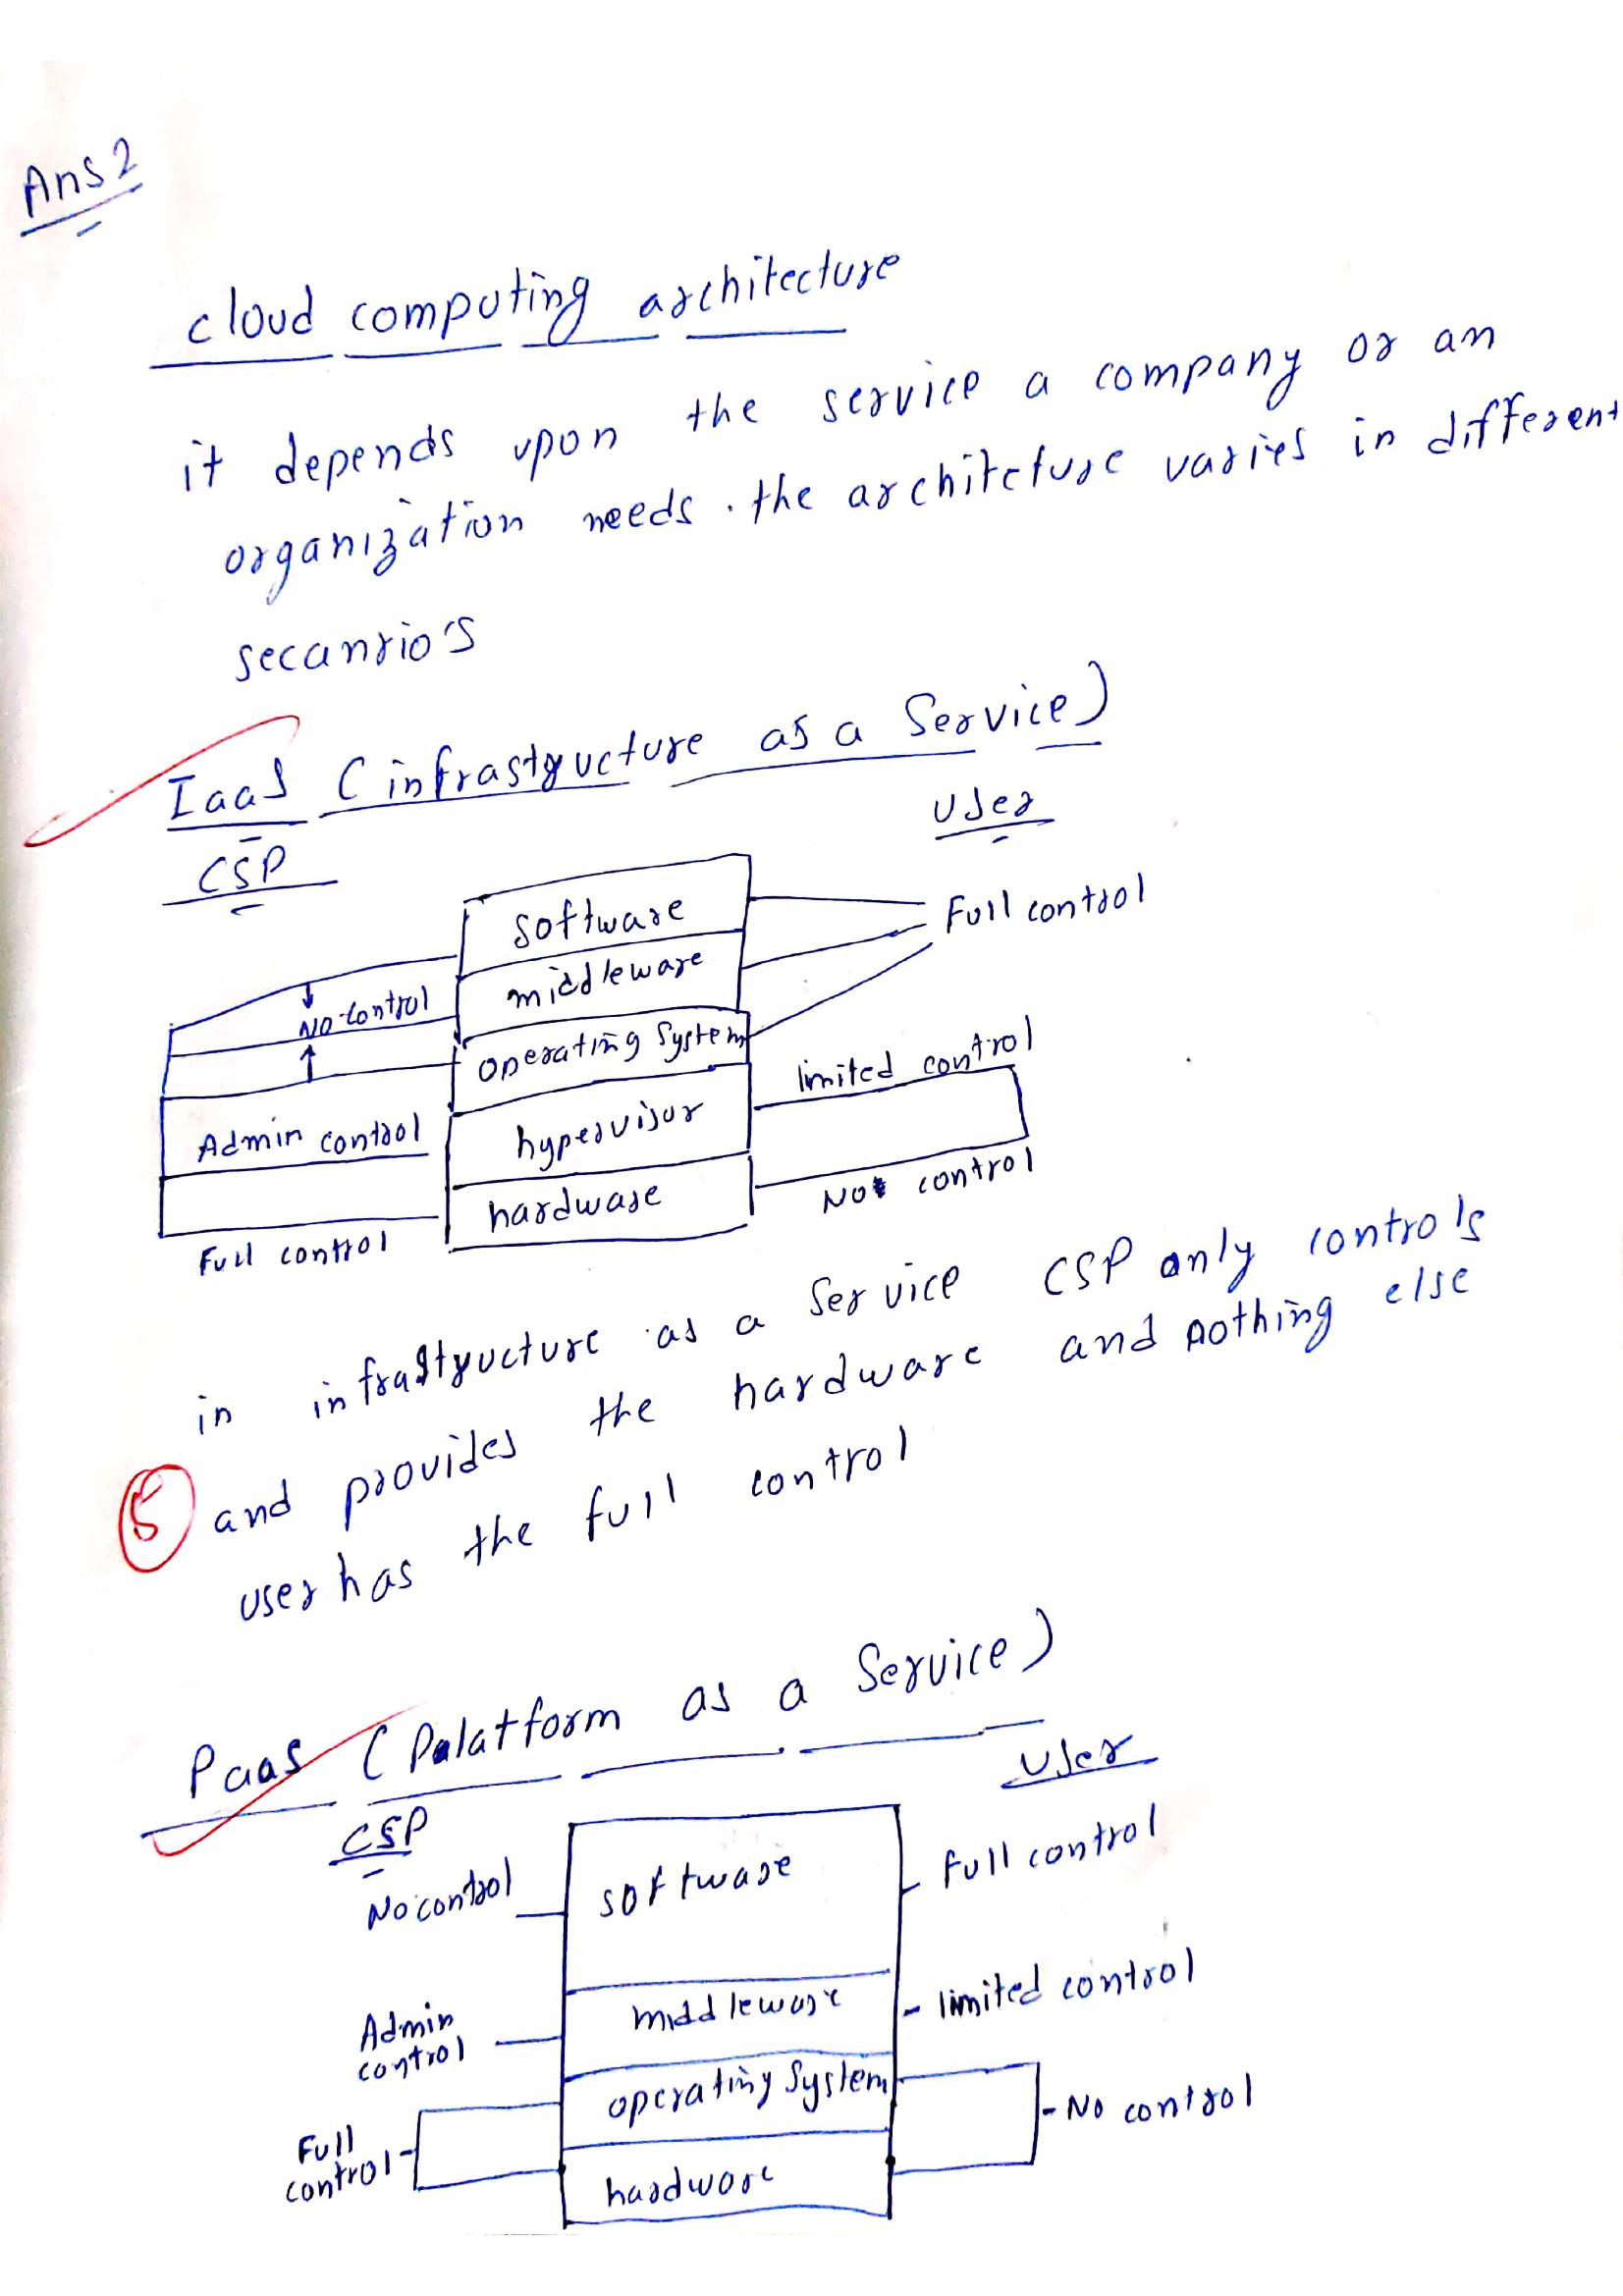 Ans 2
cloud computing architecture
it depends upon the service a company or an
organization needs . the architcture varies in different
secanrio's
IaaS ( infrastructure as a Service )
CSP
User
software
Full control
middleware
No control
operating System
limited control
Admin control
hypervisor
hardware
No control
Full control
in infrastructure as a Service CSP only controls
and provides the hardware and nothing else
5
user has the full control
PaaS ( Palatform as a Service )
CSP
User
No control
software
Full control
Admin
control
middleware
- limited control
operating System
- No control
Full
control
hardware